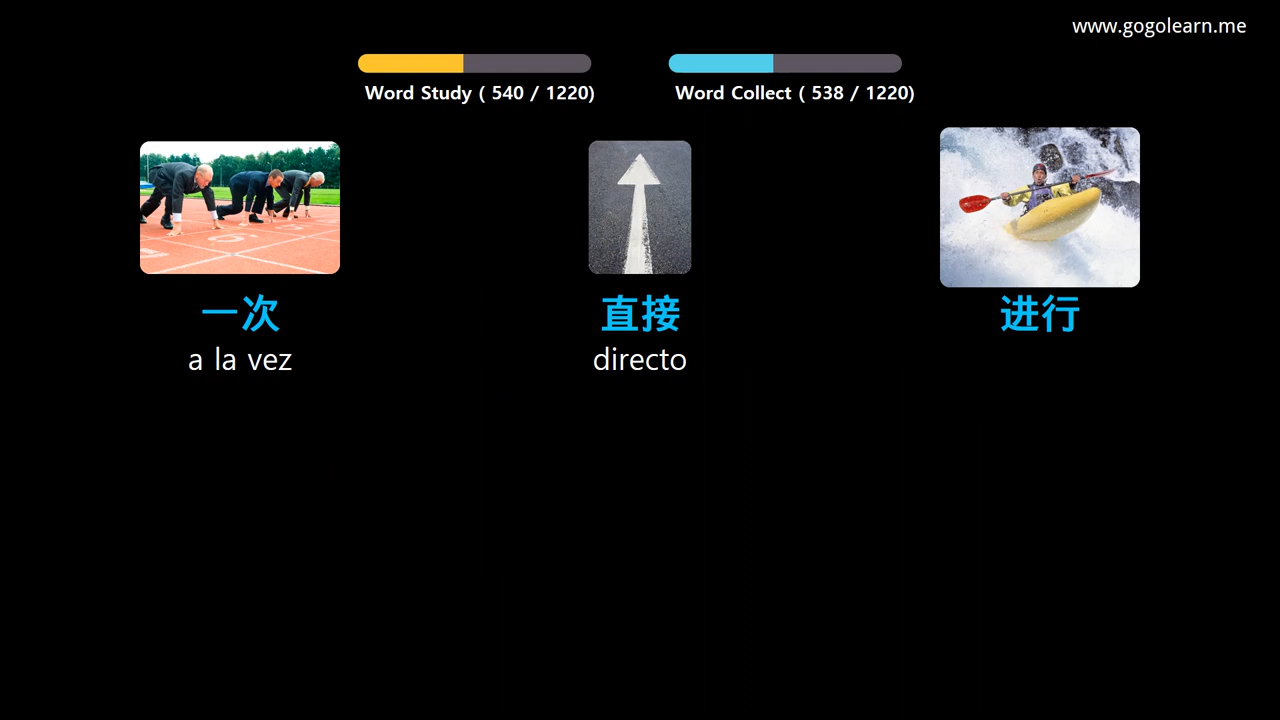 www.gogolearn.me
Word Study ( 540 / 1220)
Word Collect ( 538 / 1220)
一次
直接
进行
a la vez
directo